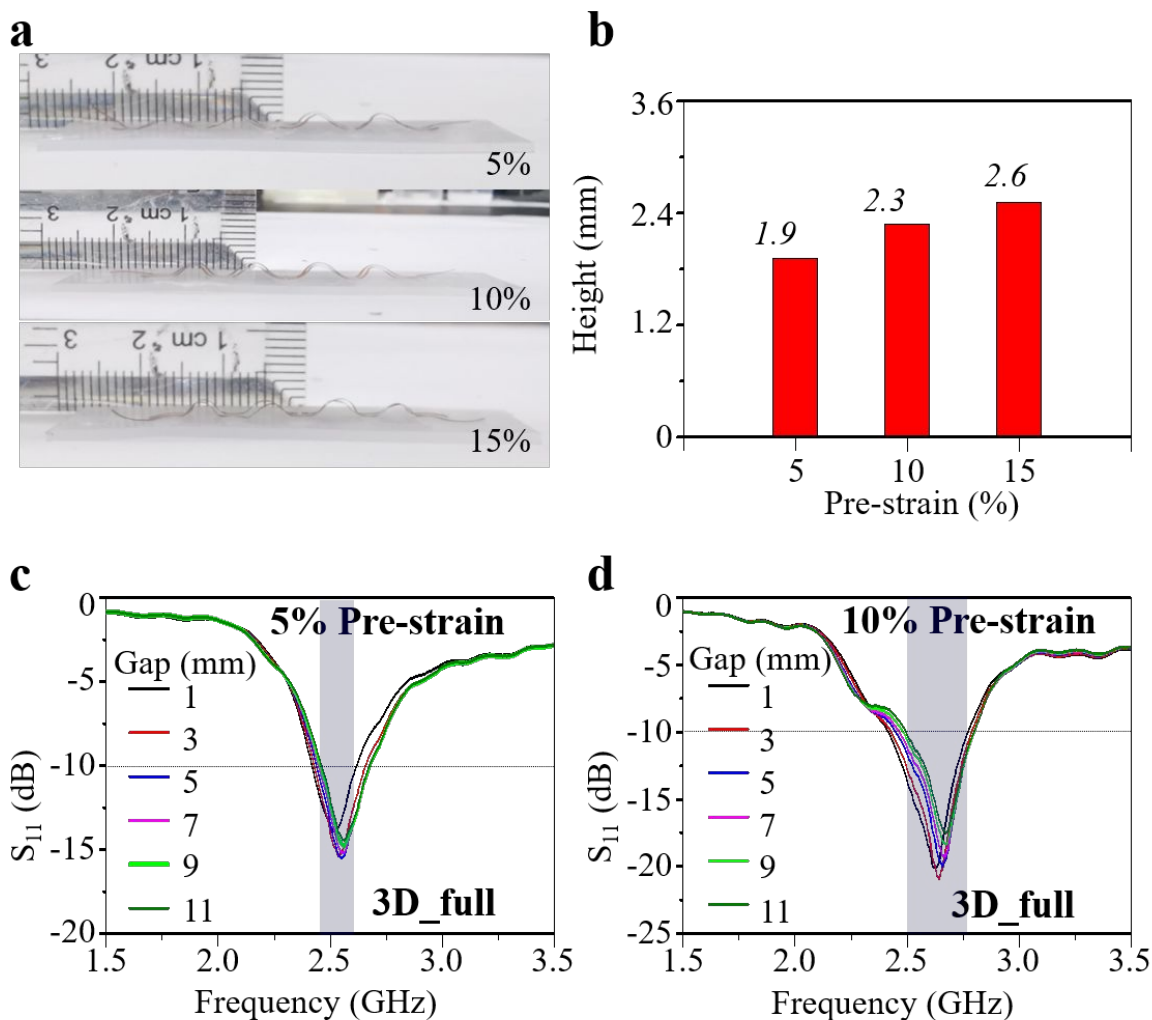 a
3 2 1 cm
5%
3 2 1 cm
10%
3 2 1 cm
15%
b
3.6
2.4
1.2
0
Height (mm)
1.9
2.3
2.6
5 10 15
Pre-strain (%)
c
0
-5
-10
-15
-20
S11 (dB)
5% Pre-strain
Gap (mm)
1
3
5
7
9
11
3D_full
1.5 2.0 2.5 3.0 3.5
Frequency (GHz)
d
0
-5
-10
-15
-20
-25
S11 (dB)
10% Pre-strain
Gap (mm)
1
3
5
7
9
11
3D_full
1.5 2.0 2.5 3.0 3.5
Frequency (GHz)